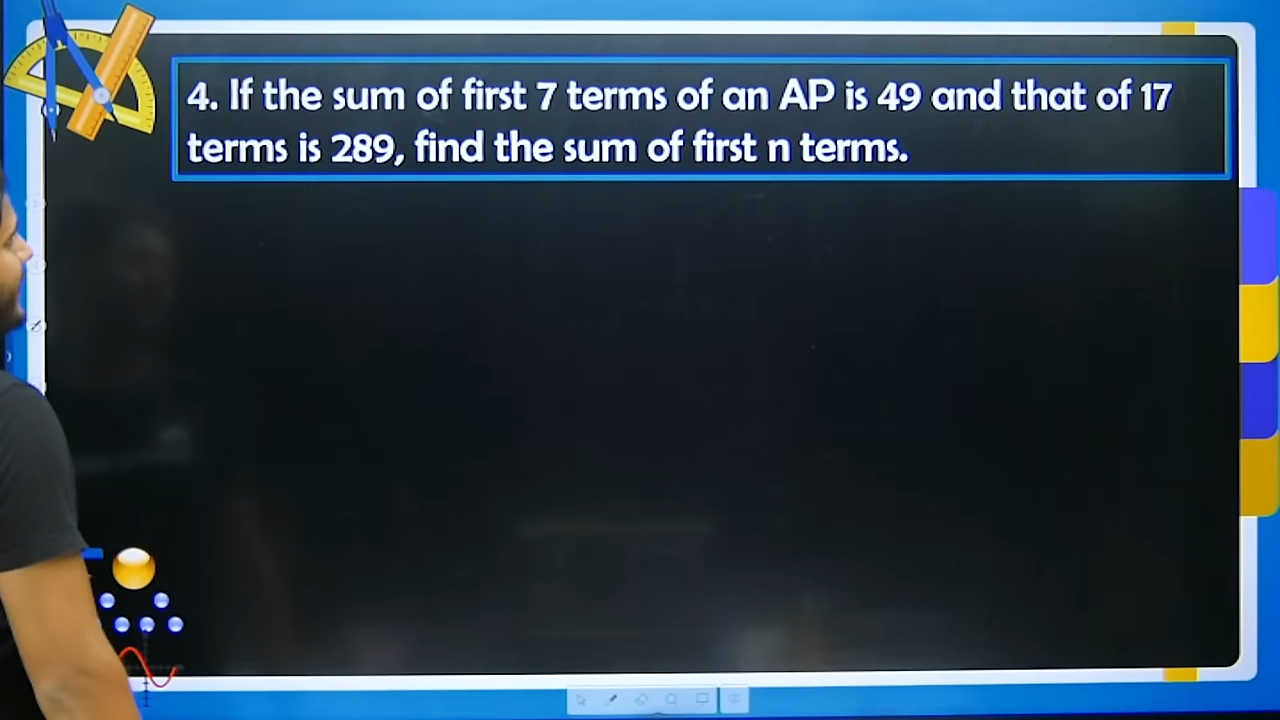 4. If the sum of first 7 terms of an AP is 49 and that of 17
terms is 289, find the sum of first n terms.